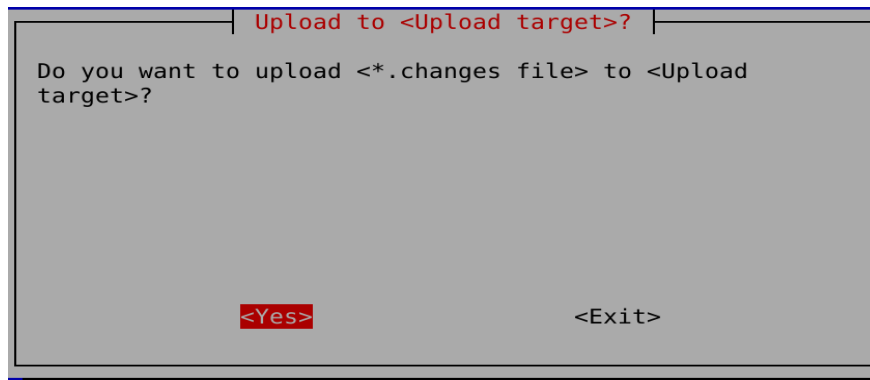 Upload to <Upload target>?
Do you want to upload <*.changes file> to <Upload
target>?
<Yes> <Exit>